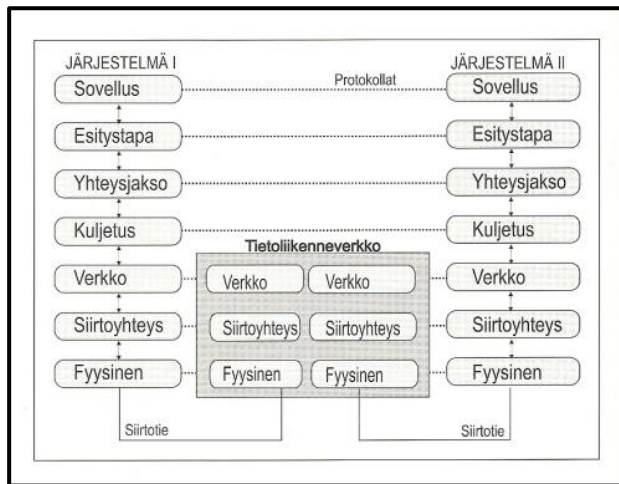 JÄRJESTELMÄ I JÄRJESTELMÄ II
Sovellus Protokollat Sovellus
Esitystapa Esitystapa
Yhteysjakso Yhteysjakso
Kuljetus Kuljetus
Tietoliikenneverkko
Verkko Verkko Verkko Verkko
Siirtoyhteys Siirtoyhteys Siirtoyhteys Siirtoyhteys
Fyysinen Fyysinen Fyysinen Fyysinen
Siirtotie Siirtotie